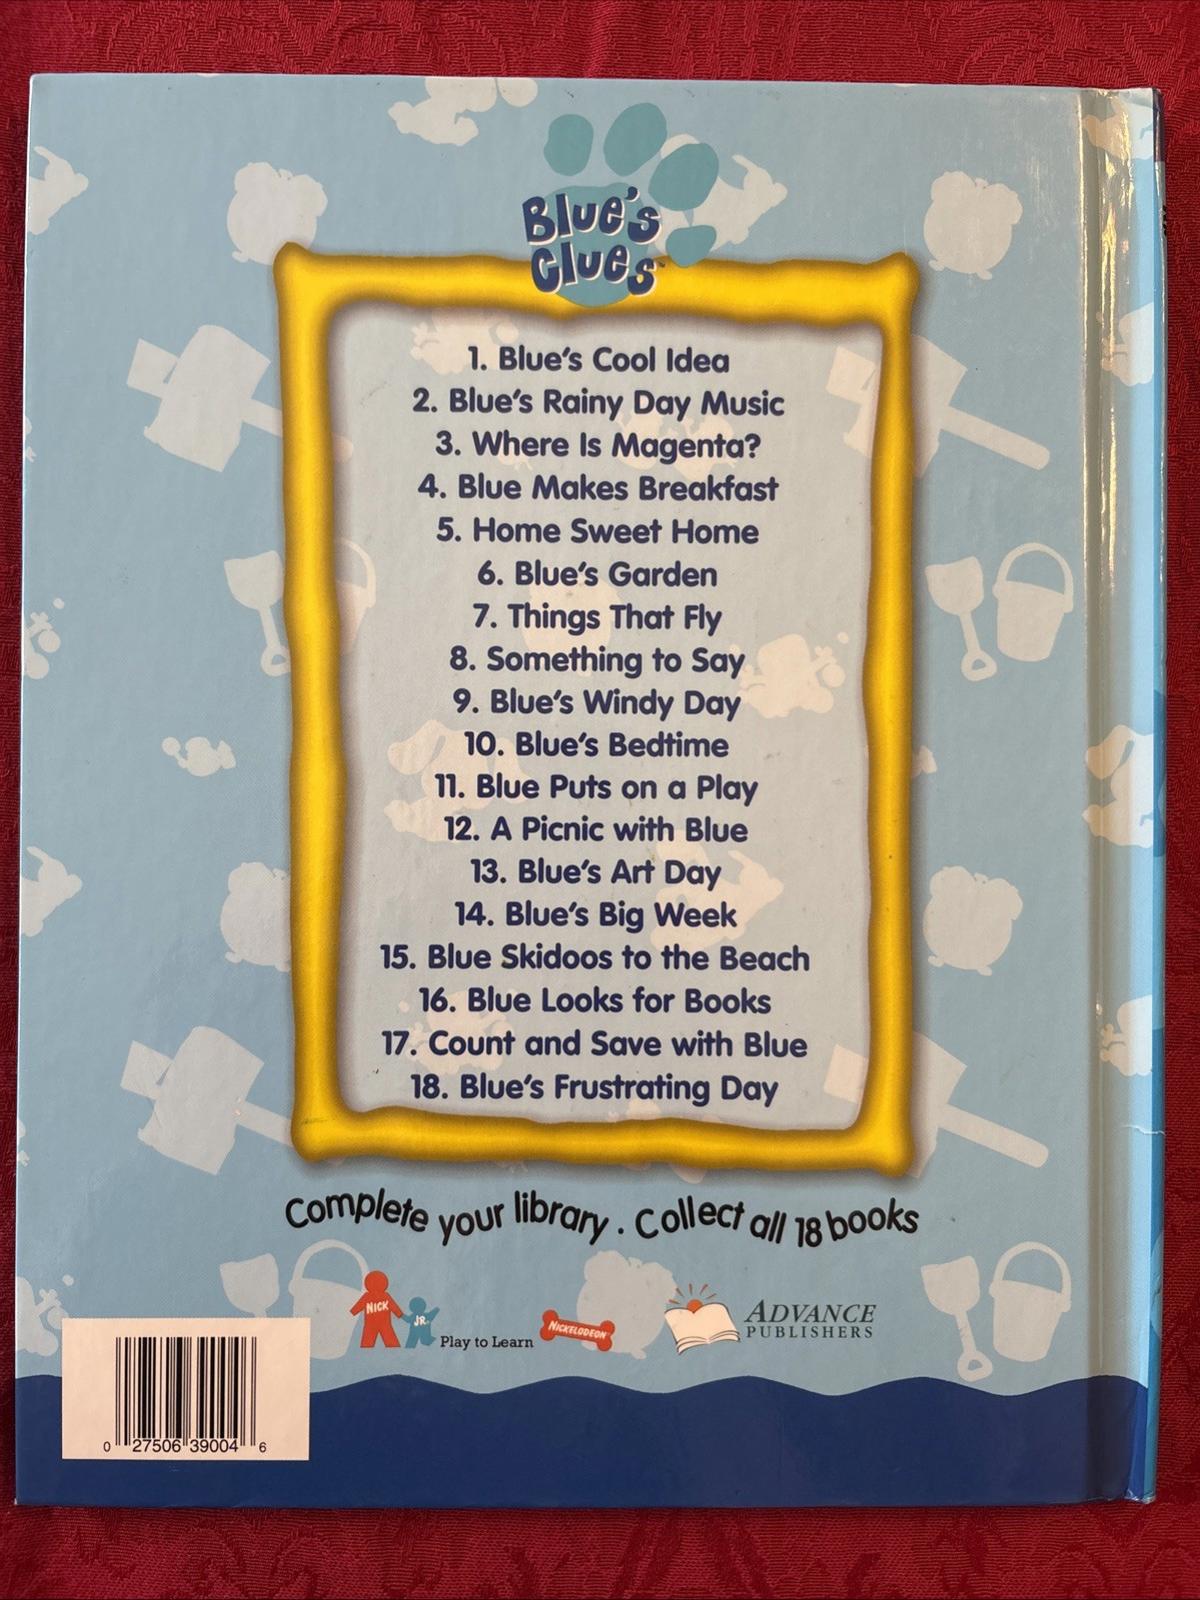 Blue's
Clues™
1. Blue's Cool Idea
2. Blue's Rainy Day Music
3. Where Is Magenta?
4. Blue Makes Breakfast
5. Home Sweet Home
6. Blue's Garden
7. Things That Fly
8. Something to Say
9. Blue's Windy Day
10. Blue's Bedtime
11. Blue Puts on a Play
12. A Picnic with Blue
13. Blue's Art Day
14. Blue's Big Week
15. Blue Skidoos to the Beach
16. Blue Looks for Books
17. Count and Save with Blue
18. Blue's Frustrating Day
Complete your library. Collect all 18 books
NICK JR. Play to Learn NICKELODEON
ADVANCE
PUBLISHERS
0 27506 39004 6